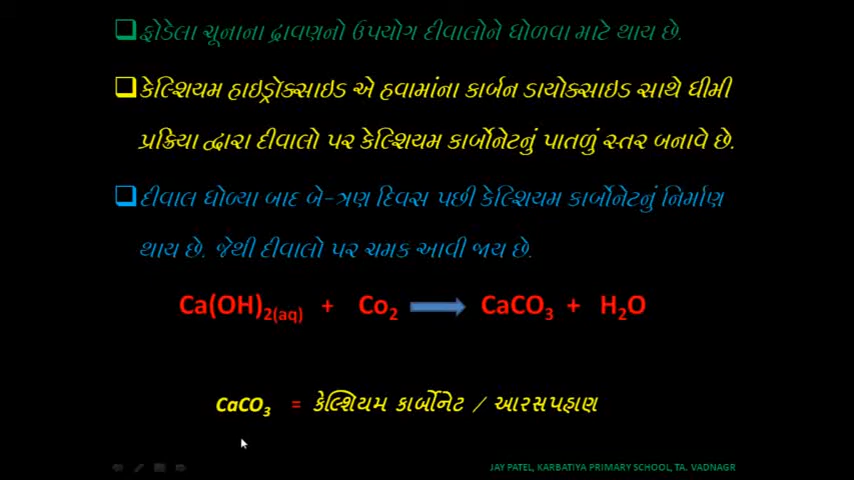 ફોડેલા ચૂનાના દ્રાવણનો ઉપયોગ દીવાલોને ધોળવા માટે થાય છે.
કેલ્શિયમ હાઇડ્રૉક્સાઇડ એ હવામાંના કાર્બન ડાયોક્સાઇડ સાથે ધીમી
પ્રક્રિયા દ્વારા દીવાલો પર કેલ્શિયમ કાર્બોનેટનું પાતળું સ્તર બનાવે છે.
દીવાલ ધોળ્યા બાદ બે-ત્રણ દિવસ પછી કેલ્શિયમ કાર્બોનેટનું નિર્માણ
થાય છે. જેથી દીવાલો પર ચમક આવી જાય છે.
Ca(OH)₂(aq) + Co₂ → CaCO₃ + H₂O
CaCO₃ = કેલ્શિયમ કાર્બોનેટ / આરસપહાણ
JAY PATEL, KARBATIYA PRIMARY SCHOOL, TA. VADNAGR